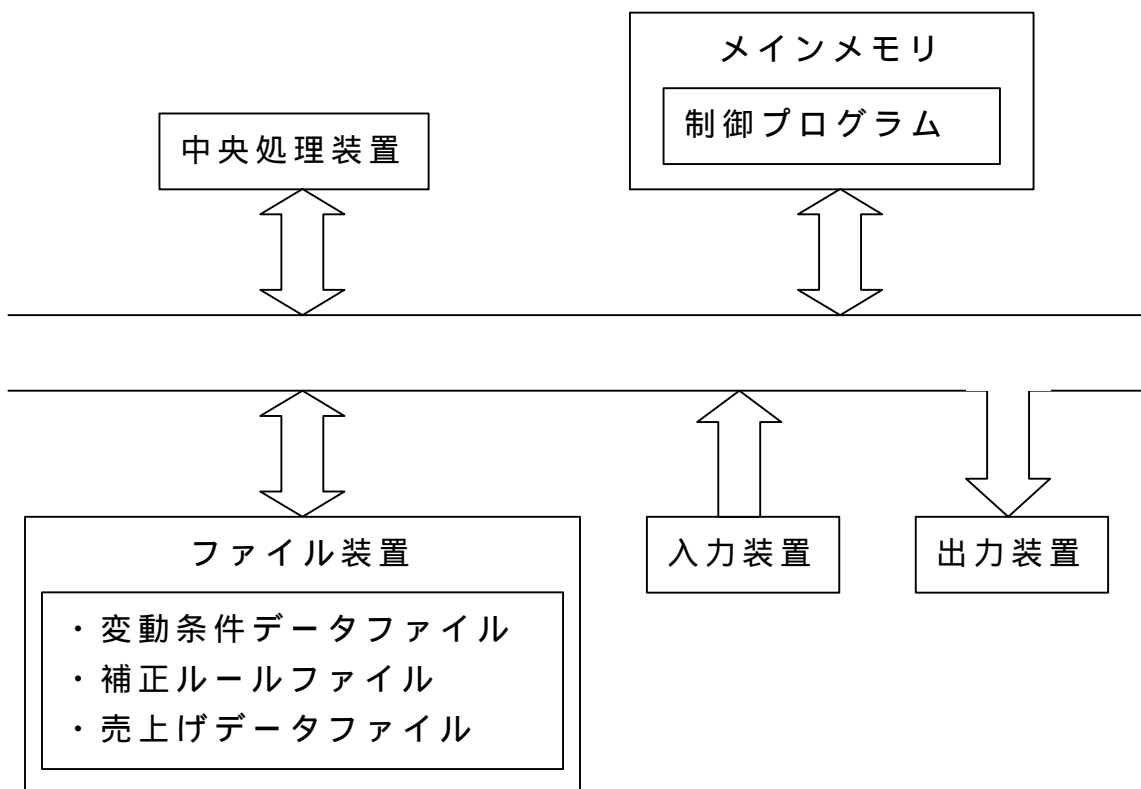 メインメモリ
制御プログラム
中央処理装置
ファイル装置
・変動条件データファイル
・補正ルールファイル
・売上げデータファイル
入力装置
出力装置